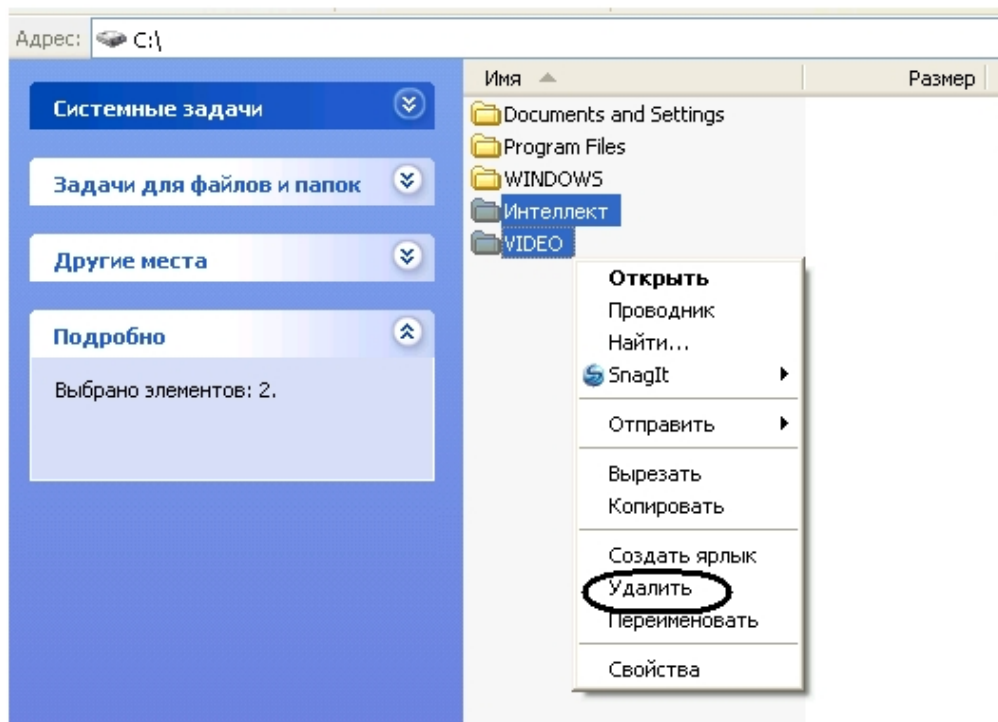 Адрес: C:\
Системные задачи
Задачи для файлов и папок
Другие места
Подробно
Выбрано элементов: 2.
Имя Размер
Documents and Settings
Program Files
WINDOWS
Интеллект
VIDEO
Открыть
Проводник
Найти...
SnagIt
Отправить
Вырезать
Копировать
Создать ярлык
Удалить
Переименовать
Свойства